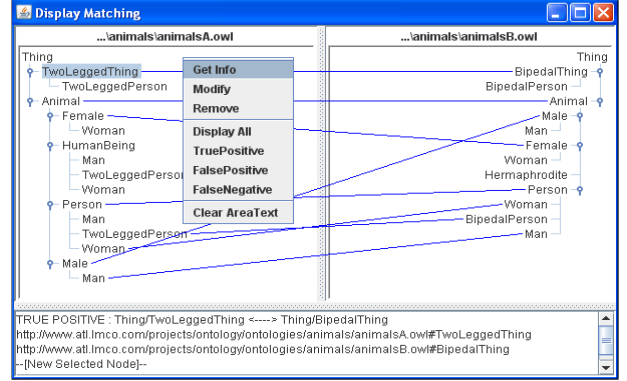 Display Matching
...\animals\animalsA.owl
...\animals\animalsB.owl
Thing
TwoLeggedThing
TwoLeggedPerson
Animal
Female
Woman
HumanBeing
Man
TwoLeggedPerson
Woman
Person
Man
TwoLeggedPerson
Woman
Male
Man
Get Info
Modify
Remove
Display All
TruePositive
FalsePositive
FalseNegative
Clear AreaText
Thing
BipedalThing
BipedalPerson
Animal
Male
Man
Female
Woman
Hermaphrodite
Person
Woman
BipedalPerson
Man
TRUE POSITIVE : Thing/TwoLeggedThing <----> Thing/BipedalThing
http://www.atl.lmco.com/projects/ontology/ontologies/animals/animalsA.owl#TwoLeggedThing
http://www.atl.lmco.com/projects/ontology/ontologies/animals/animalsB.owl#BipedalThing
--[New Selected Node]--